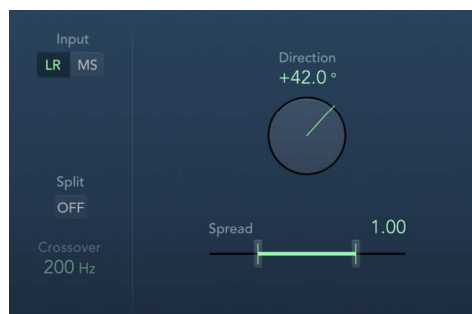 Input
LR MS
Direction
+42.0 °
Split
OFF
Spread 1.00
Crossover
200 Hz